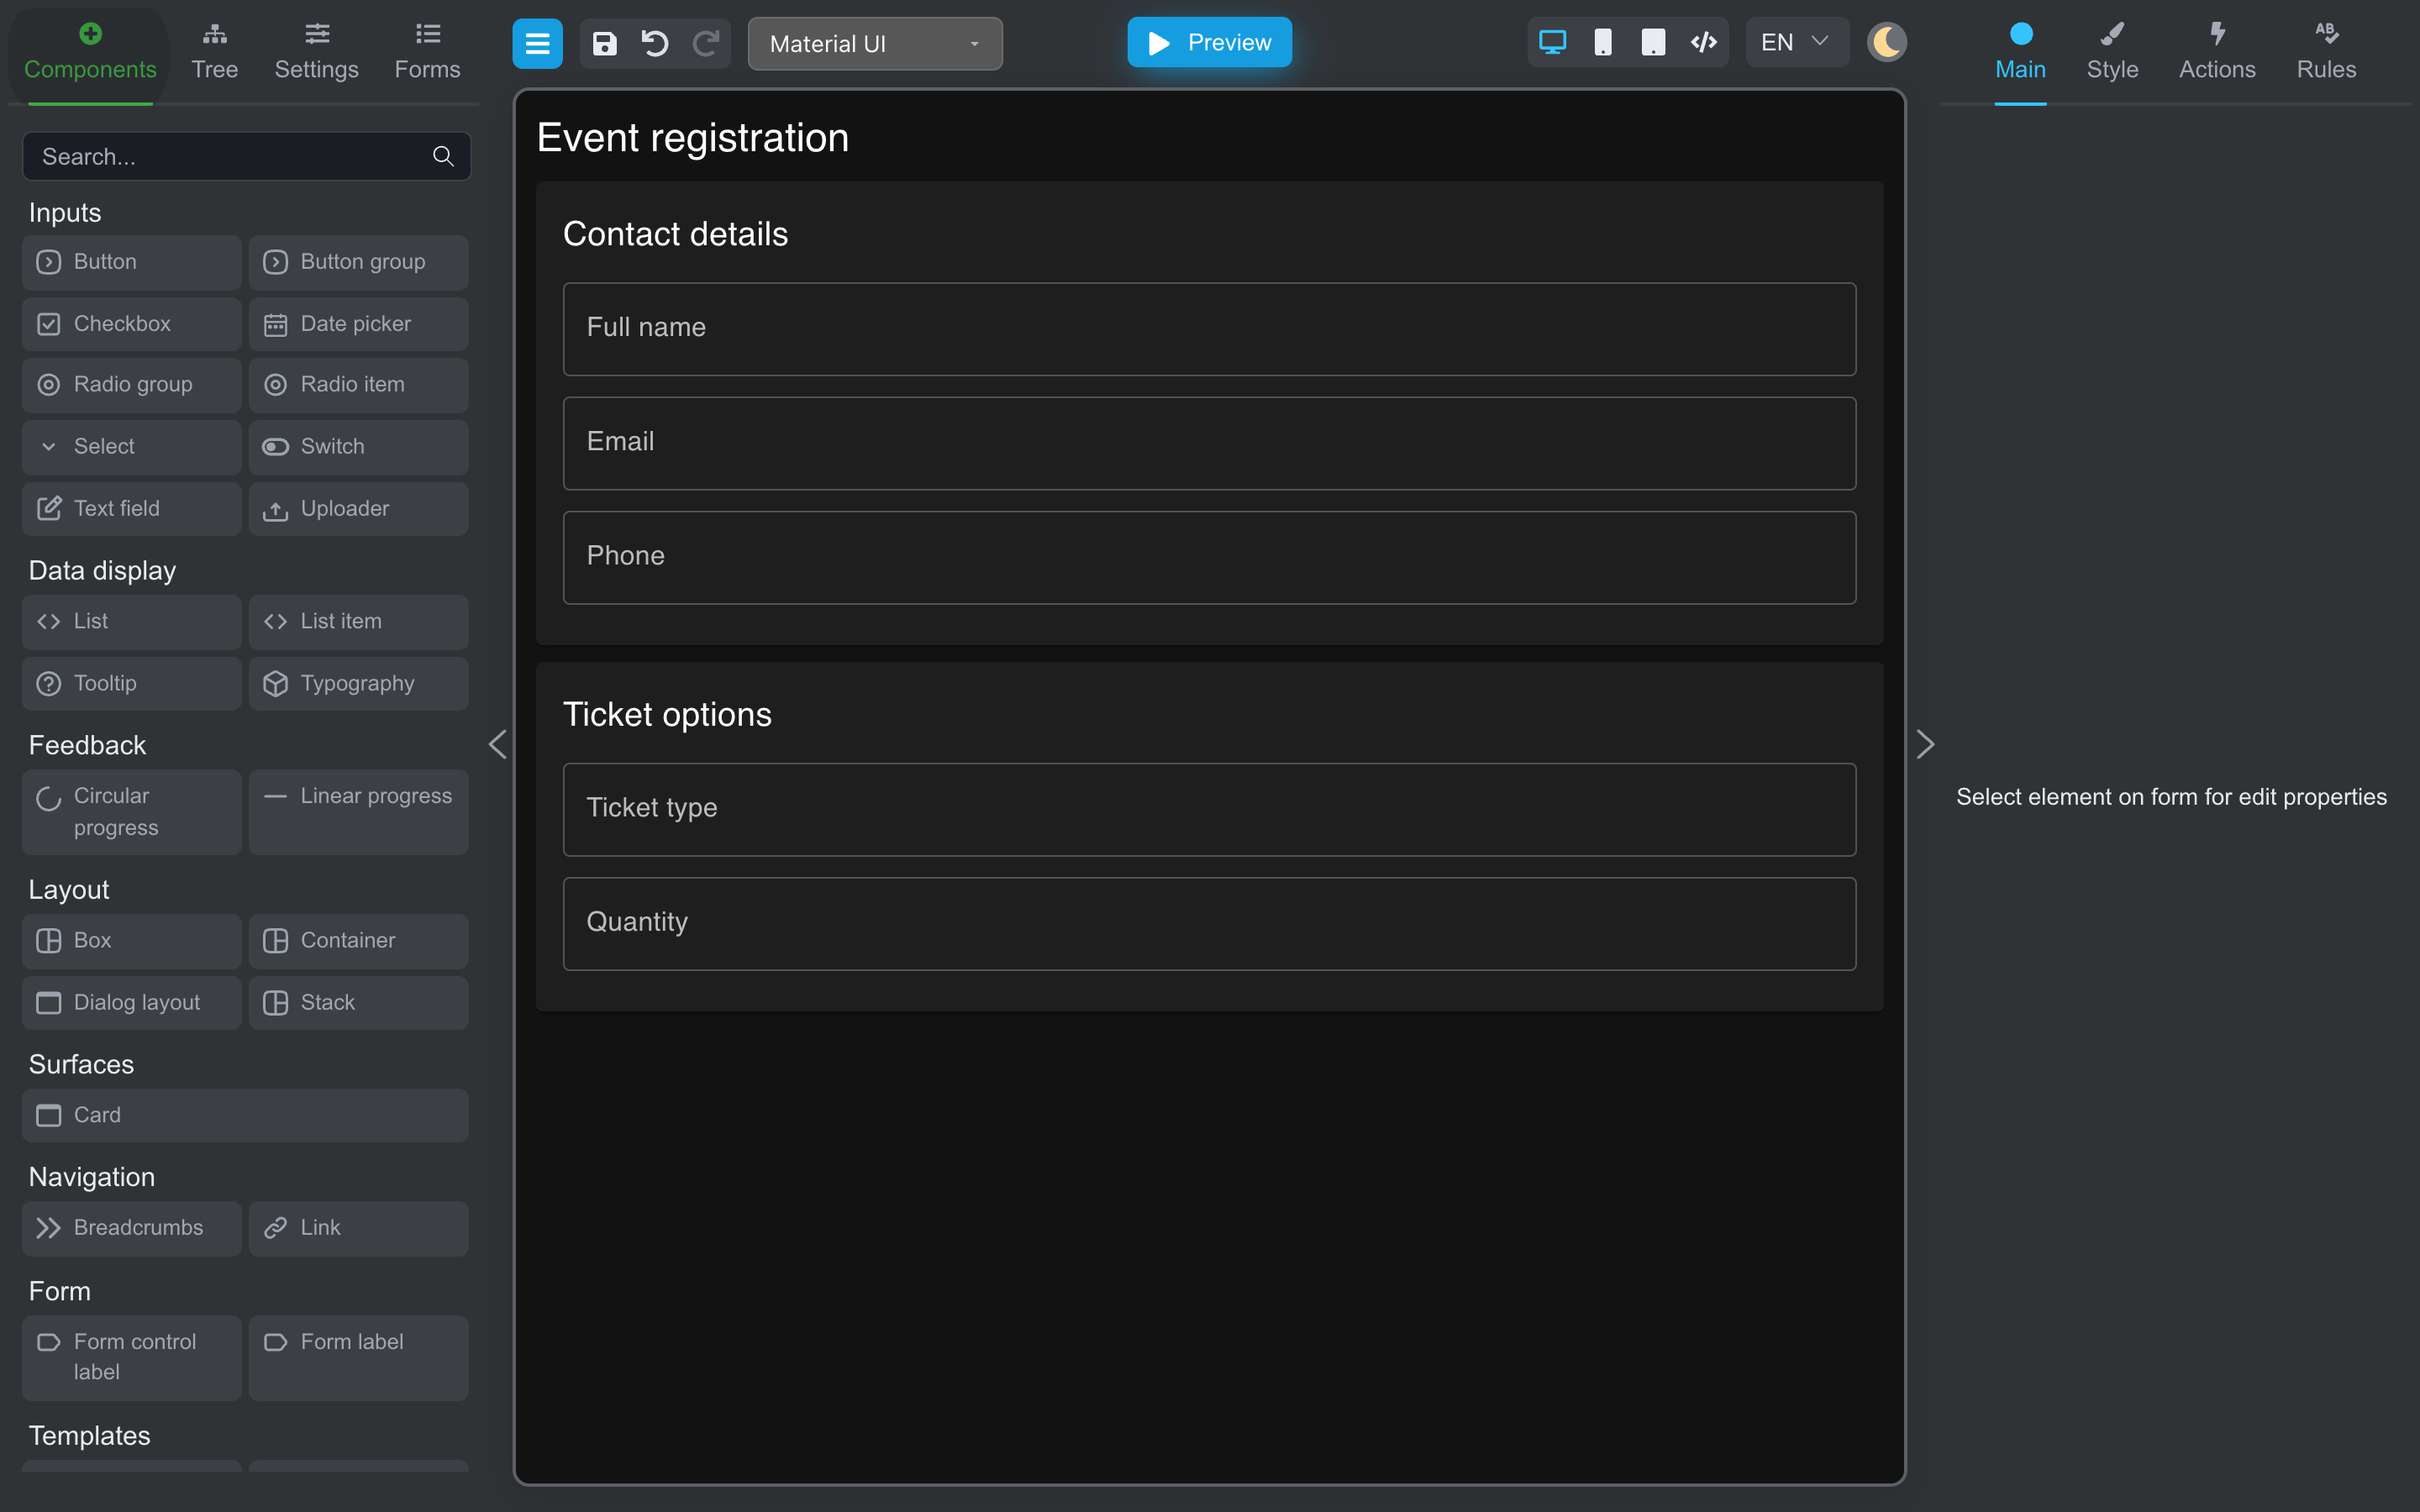 Components
Tree
Settings
Forms
Material UI
Preview
EN
Main
Style
Actions
Rules
Search...
Inputs
Button
Button group
Checkbox
Date picker
Radio group
Radio item
Select
Switch
Text field
Uploader
Data display
List
List item
Tooltip
Typography
Feedback
Circular
progress
Linear progress
Layout
Box
Container
Dialog layout
Stack
Surfaces
Card
Navigation
Breadcrumbs
Link
Form
Form control
label
Form label
Templates
Event registration
Contact details
Full name
Email
Phone
Ticket options
Ticket type
Quantity
Select element on form for edit properties